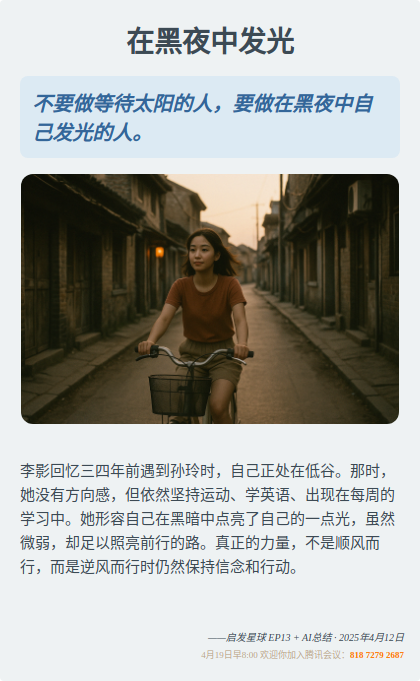 在黑夜中发光
不要做等待太阳的人，要做在黑夜中自
己发光的人。
李影回忆三四年前遇到孙玲时，自己正处在低谷。那时，
她没有方向感，但依然坚持运动、学英语、出现在每周的
学习中。她形容自己在黑暗中点亮了自己的一点光，虽然
微弱，却足以照亮前行的路。真正的力量，不是顺风而
行，而是逆风而行时仍然保持信念和行动。
——启发星球 EP13 + AI总结 · 2025年4月12日
4月19日早8:00 欢迎你加入腾讯会议：818 7279 2687